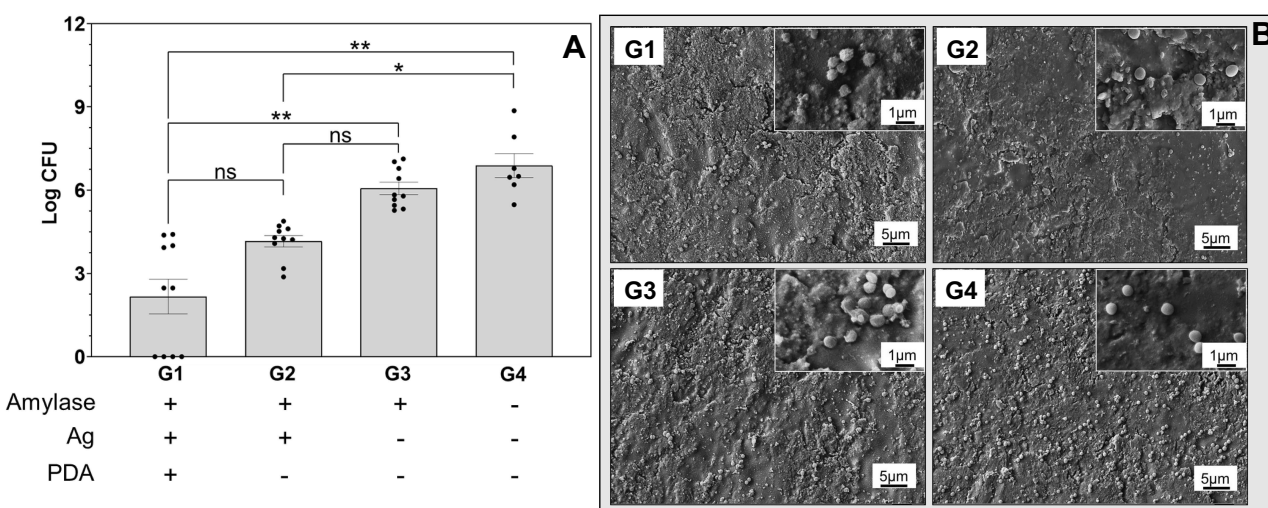 A
12
9
6
3
0
Log CFU
**
*
**
ns
ns
G1 G2 G3 G4
Amylase + + + -
Ag + + - -
PDA + - - -
B
G1
1µm
5µm
G2
1µm
5µm
G3
1µm
5µm
G4
1µm
5µm